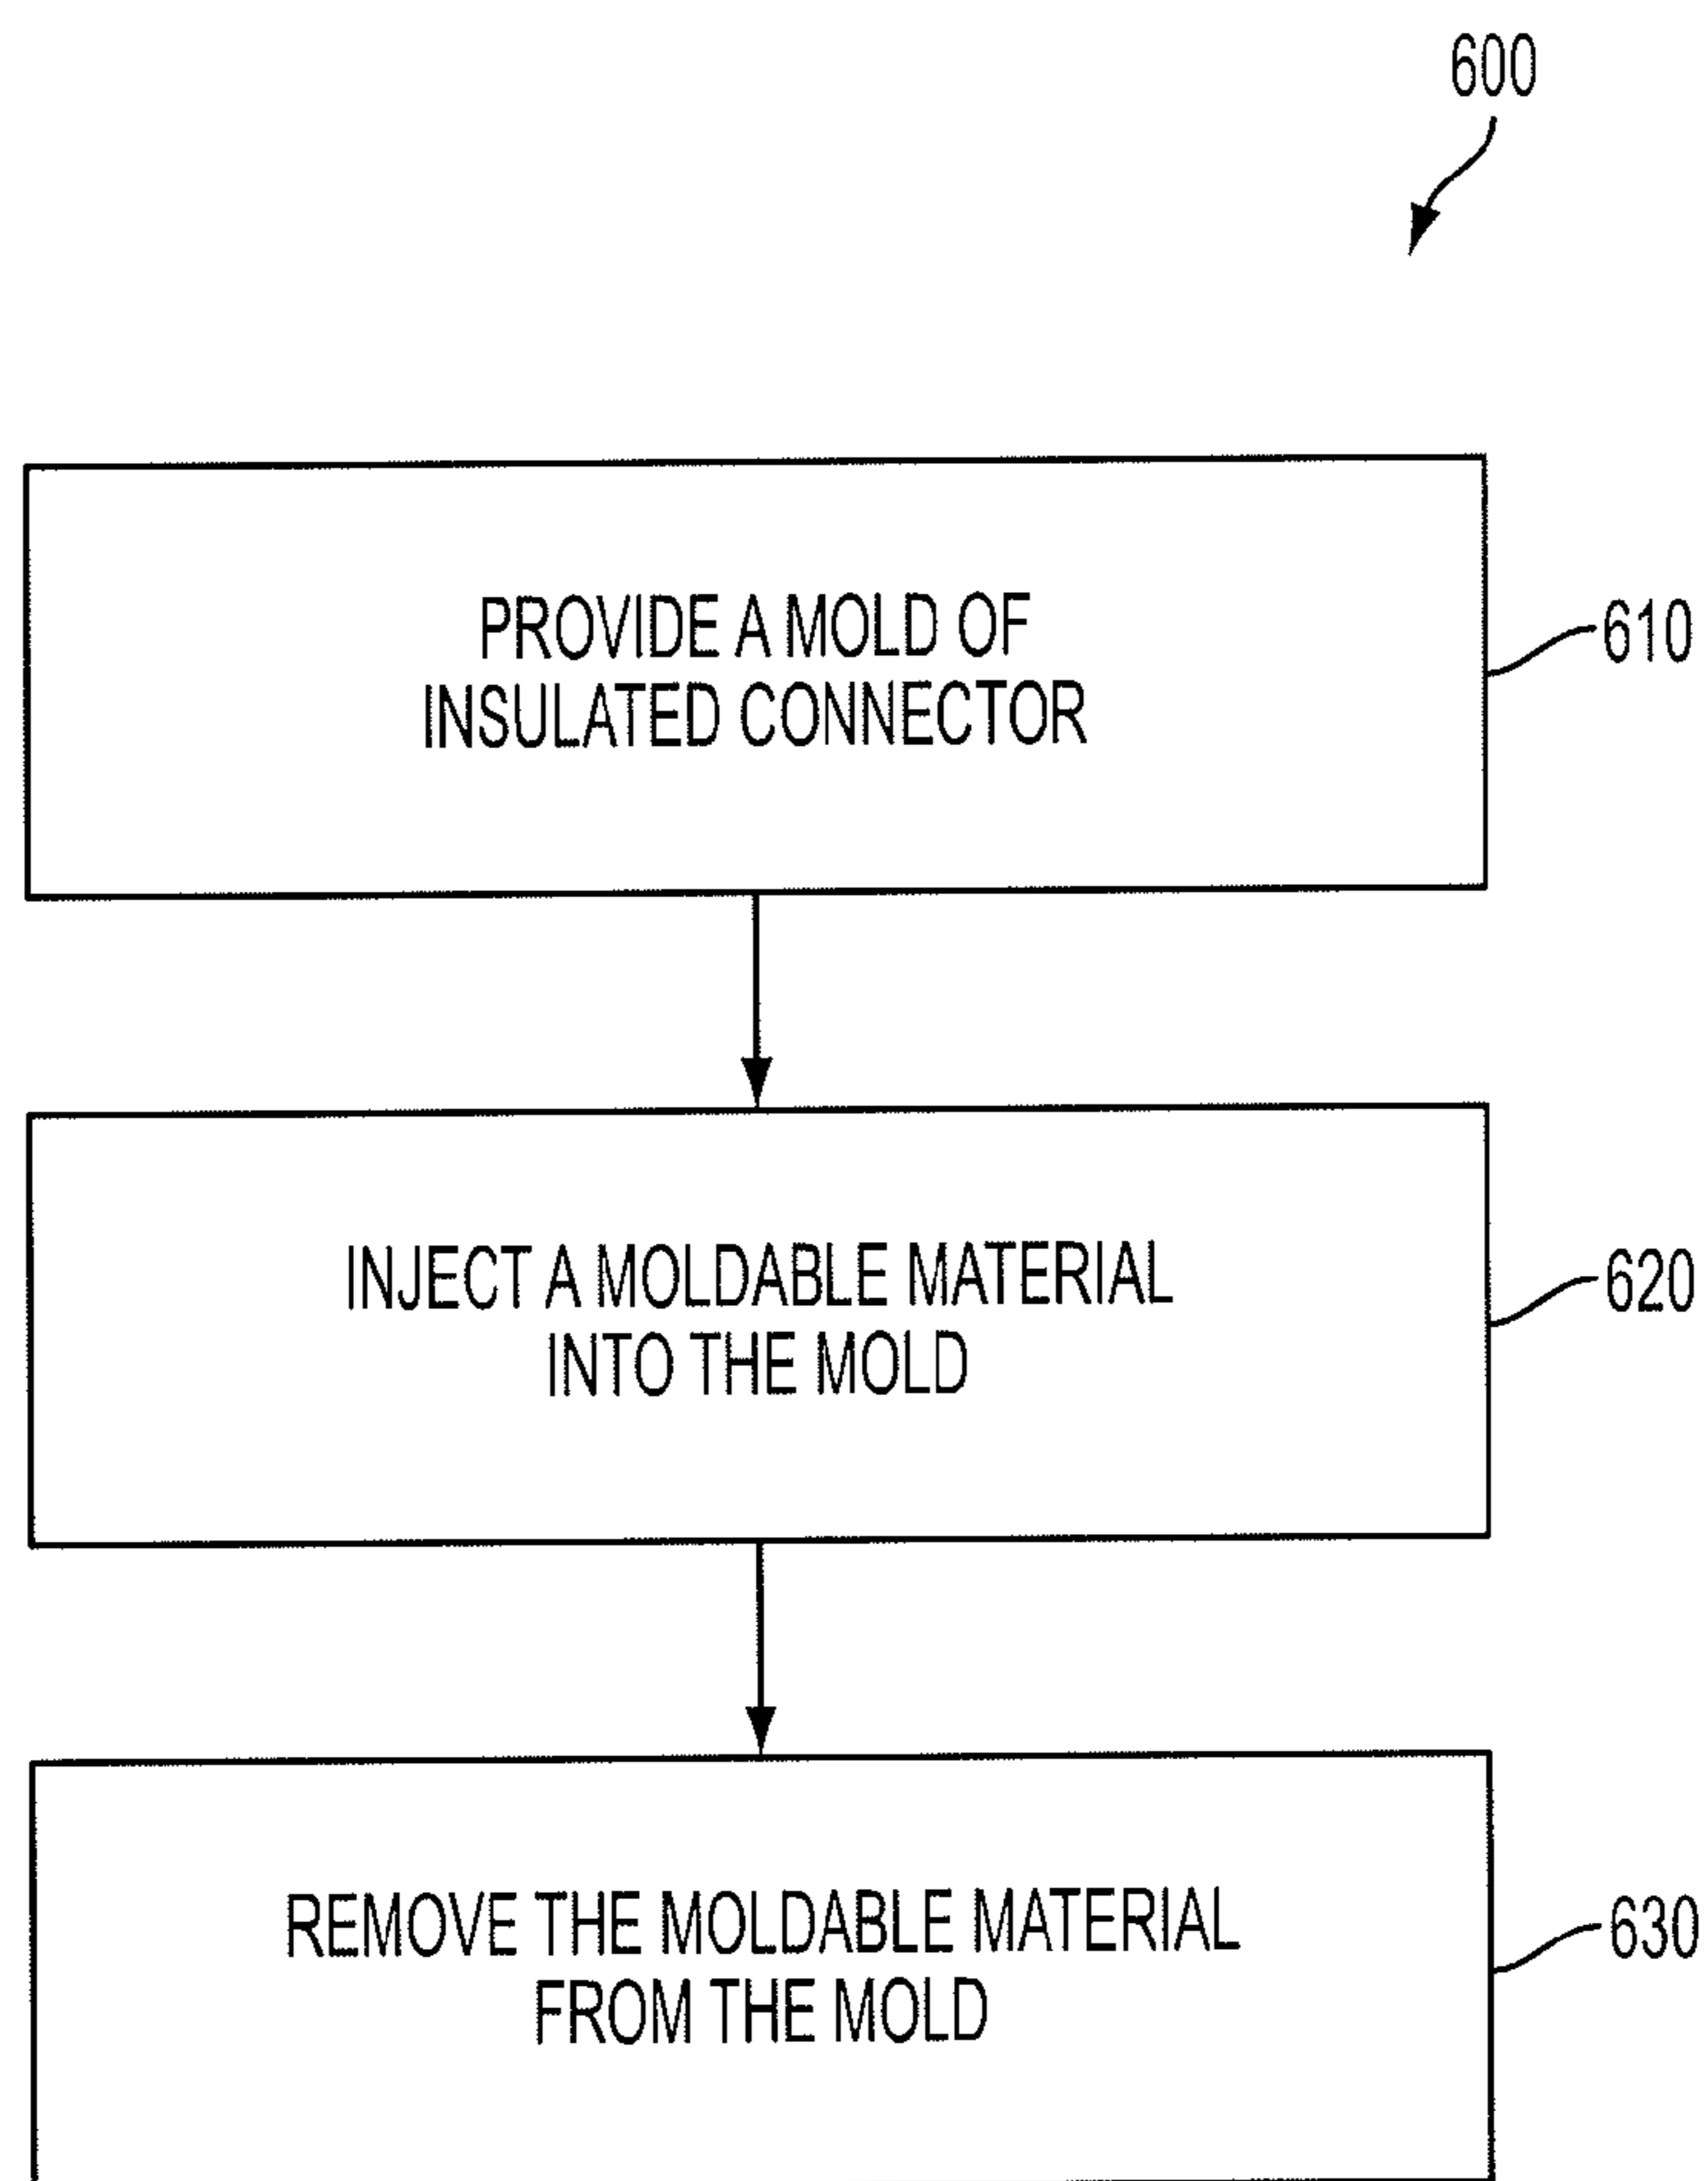 600
PROVIDE A MOLD OF
INSULATED CONNECTOR
610
INJECT A MOLDABLE MATERIAL
INTO THE MOLD
620
REMOVE THE MOLDABLE MATERIAL
FROM THE MOLD
630